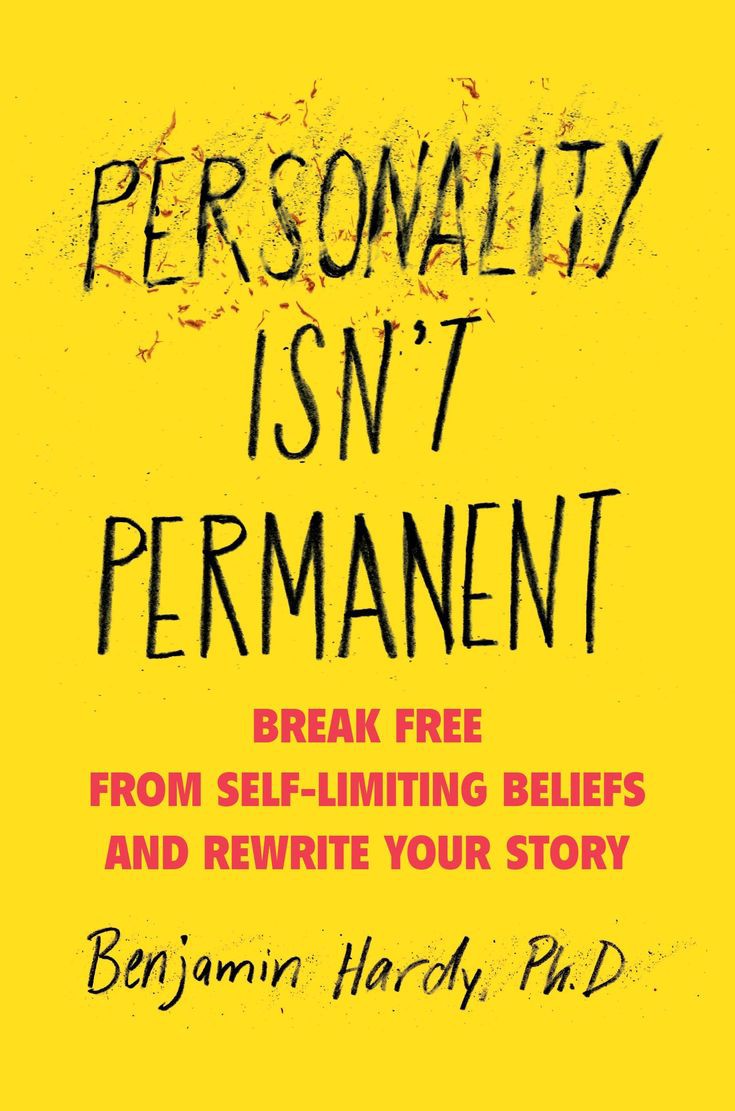 PERSONALITY
ISN'T
PERMANENT
BREAK FREE
FROM SELF-LIMITING BELIEFS
AND REWRITE YOUR STORY
Benjamin Hardy, Ph.D